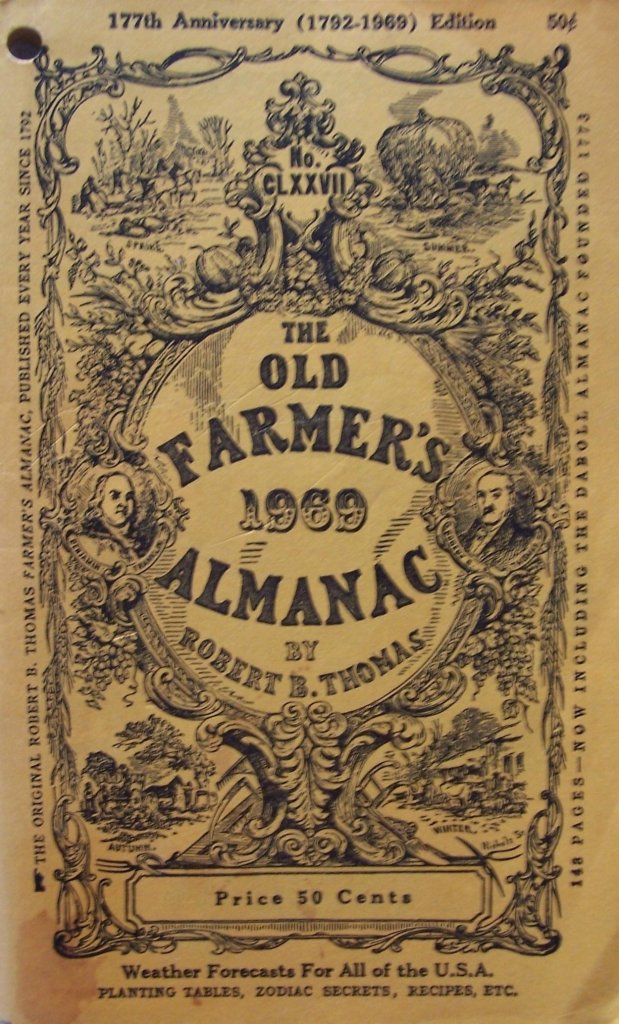 177th Anniversary (1792-1969) Edition 50¢
THE ORIGINAL ROBERT B. THOMAS FARMER'S ALMANAC, PUBLISHED EVERY YEAR SINCE 1792
148 PAGES—NOW INCLUDING THE DABOLL ALMANAC FOUNDED 1773
No.
CLXXVII
SPRING.
SUMMER.
THE
OLD
FARMER'S
1969
ALMANAC
BY
ROBERT B. THOMAS
AUTUMN.
WINTER.
Price 50 Cents
Weather Forecasts For All of the U.S.A.
PLANTING TABLES, ZODIAC SECRETS, RECIPES, ETC.